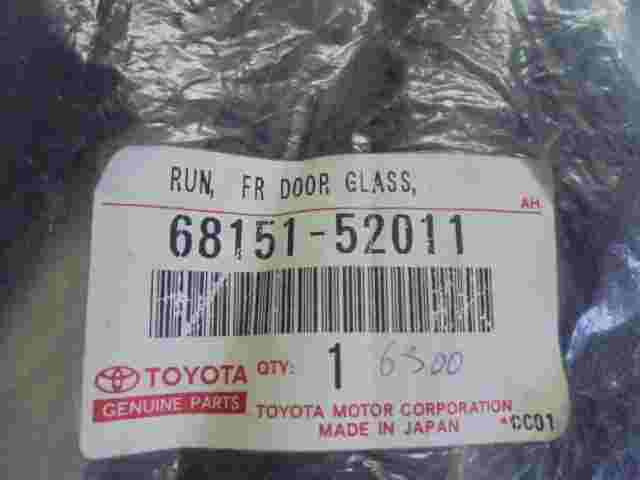 RUN, FR DOOR GLASS,
AH.
68151-52011
TOYOTA QTY: 1 6300
GENUINE PARTS
TOYOTA MOTOR CORPORATION
MADE IN JAPAN *CC01